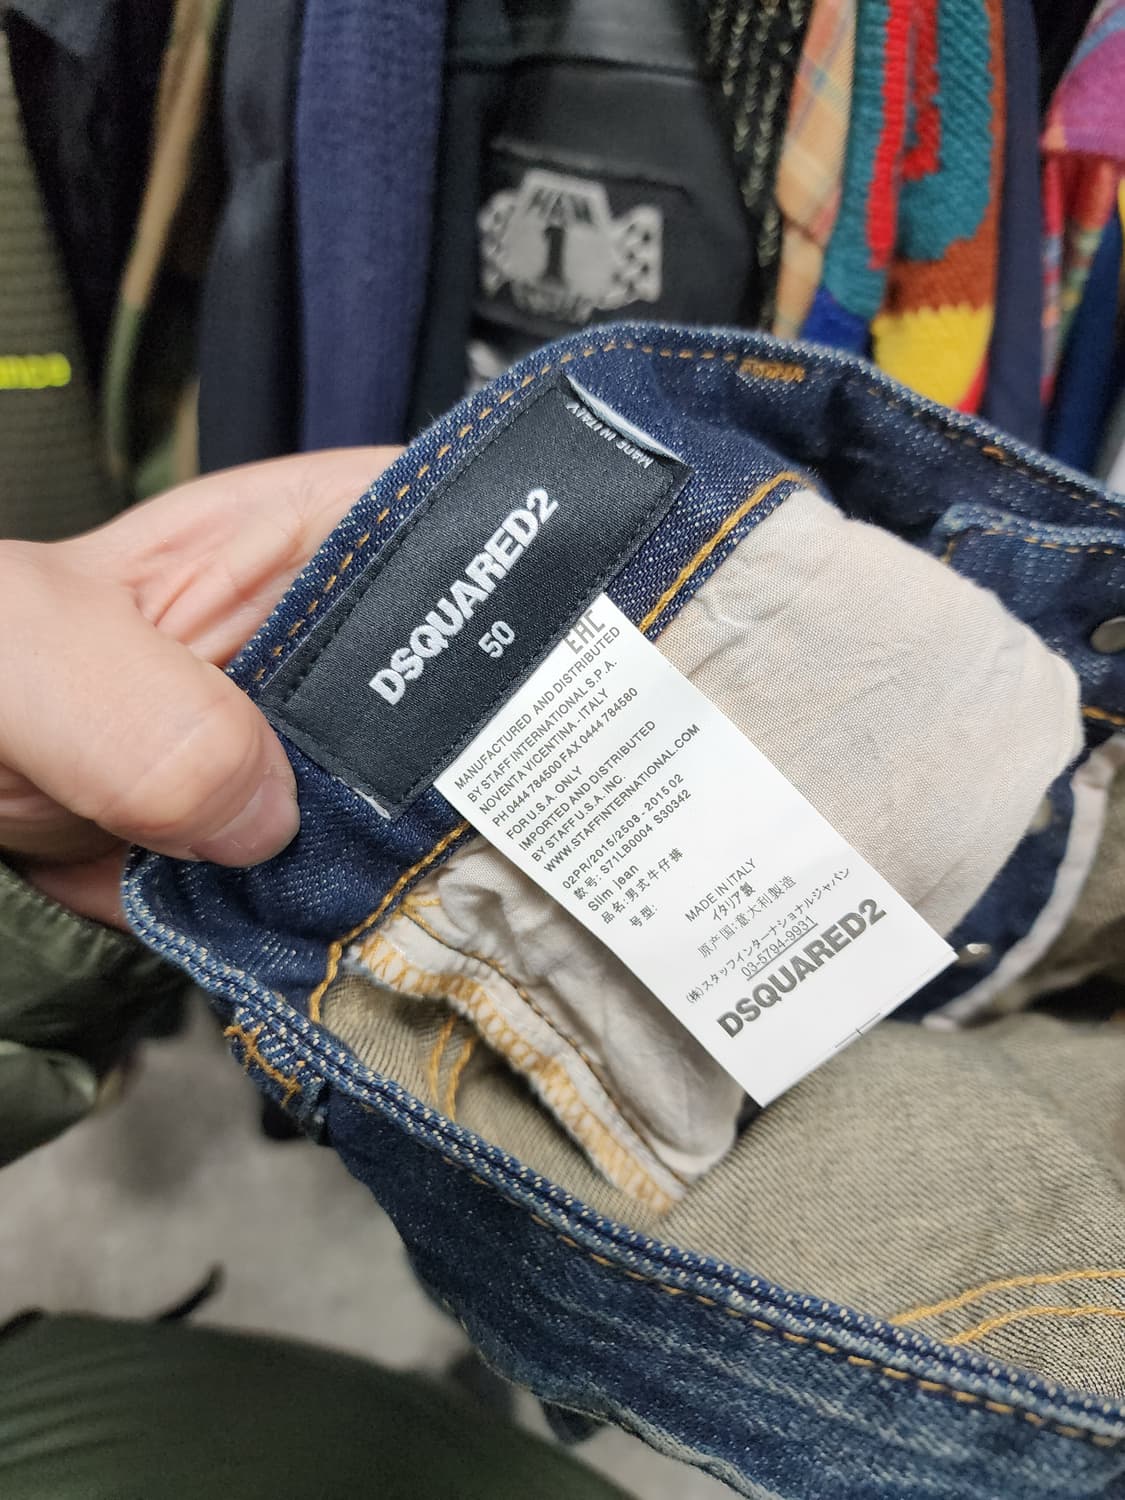 MADE IN ITALY
DSQUARED2
50
EAC
MANUFACTURED AND DISTRIBUTED
BY STAFF INTERNATIONAL S.P.A.
NOVENTA VICENTINA - ITALY
PH 0444 784500 FAX 0444 784580
FOR U.S.A. ONLY
IMPORTED AND DISTRIBUTED
BY STAFF U.S.A. INC.
WWW.STAFFINTERNATIONAL.COM
02PR/2015/2508 - 2015 02
款号: S71LB0004 S30342
Slim jean
品名:男式牛仔裤
号型:
MADE IN ITALY
イタリア製
原产国:意大利制造
(株)スタッフインターナショナルジャパン
03-5794-9931
DSQUARED2
1